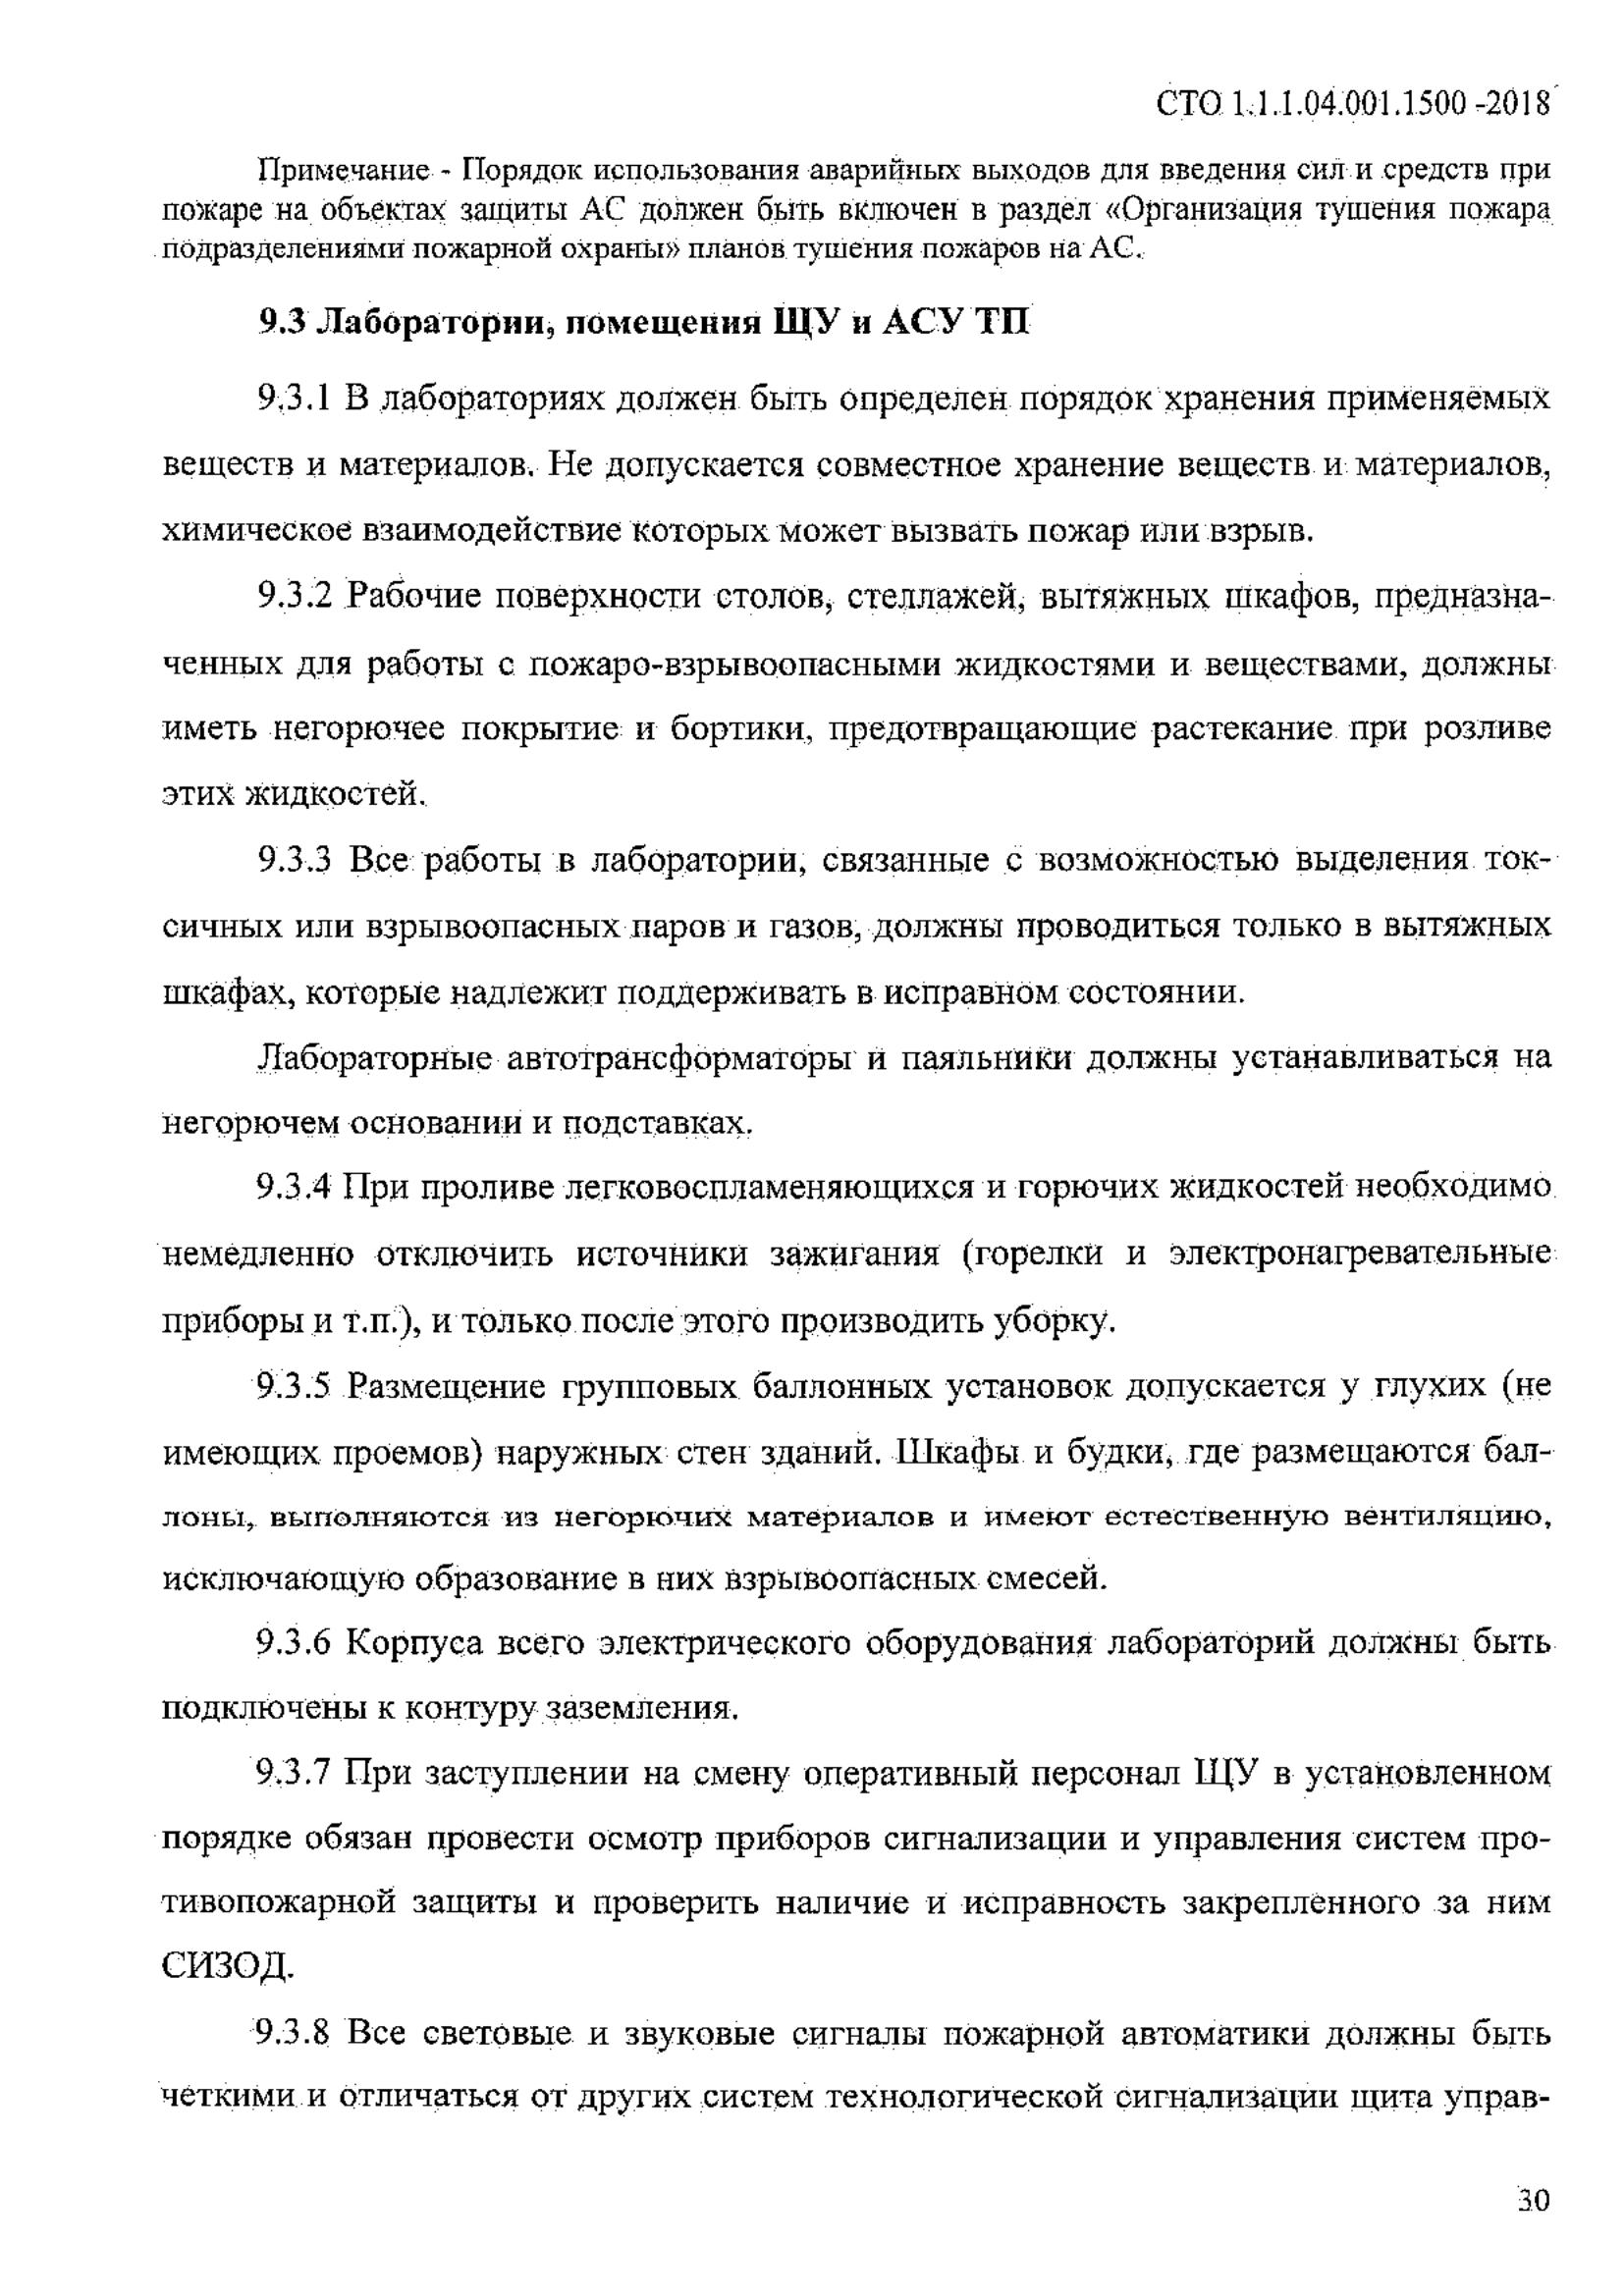 СТО 1.1.1.04.001.1500 -2018
Примечание - Порядок использования аварийных выходов для введения сил и средств при
пожаре на объектах защиты АС должен быть включен в раздел «Организация тушения пожара
подразделениями пожарной охраны» планов тушения пожаров на АС.
9.3 Лаборатории, помещения ЩУ и АСУ ТП
9.3.1 В лабораториях должен быть определен порядок хранения применяемых
веществ и материалов. Не допускается совместное хранение веществ и материалов,
химическое взаимодействие которых может вызвать пожар или взрыв.
9.3.2 Рабочие поверхности столов, стеллажей, вытяжных шкафов, предназна-
ченных для работы с пожаро-взрывоопасными жидкостями и веществами, должны
иметь негорючее покрытие и бортики, предотвращающие растекание при розливе
этих жидкостей.
9.3.3 Все работы в лаборатории, связанные с возможностью выделения ток-
сичных или взрывоопасных паров и газов, должны проводиться только в вытяжных
шкафах, которые надлежит поддерживать в исправном состоянии.
Лабораторные автотрансформаторы и паяльники должны устанавливаться на
негорючем основании и подставках.
9.3.4 При проливе легковоспламеняющихся и горючих жидкостей необходимо
немедленно отключить источники зажигания (горелки и электронагревательные
приборы и т.п.), и только после этого производить уборку.
9.3.5 Размещение групповых баллонных установок допускается у глухих (не
имеющих проемов) наружных стен зданий. Шкафы и будки, где размещаются бал-
лоны, выполняются из негорючих материалов и имеют естественную вентиляцию,
исключающую образование в них взрывоопасных смесей.
9.3.6 Корпуса всего электрического оборудования лабораторий должны быть
подключены к контуру заземления.
9.3.7 При заступлении на смену оперативный персонал ЩУ в установленном
порядке обязан провести осмотр приборов сигнализации и управления систем про-
тивопожарной защиты и проверить наличие и исправность закрепленного за ним
СИЗОД.
9.3.8 Все световые и звуковые сигналы пожарной автоматики должны быть
четкими и отличаться от других систем технологической сигнализации щита управ-
30